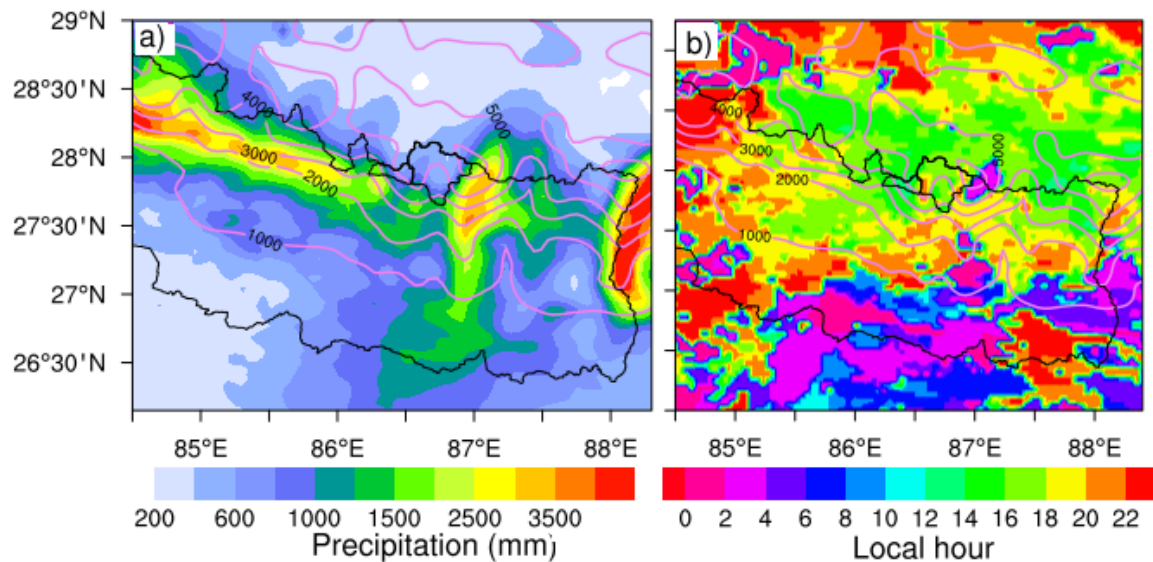 29°N
28°30'N
28°N
27°30'N
27°N
26°30'N
a)
4000
5000
3000
2000
1000
85°E 86°E 87°E 88°E
200 600 1000 1500 2500 3500
Precipitation (mm)
b)
4000
3000
5000
2000
1000
85°E 86°E 87°E 88°E
0 2 4 6 8 10 12 14 16 18 20 22
Local hour